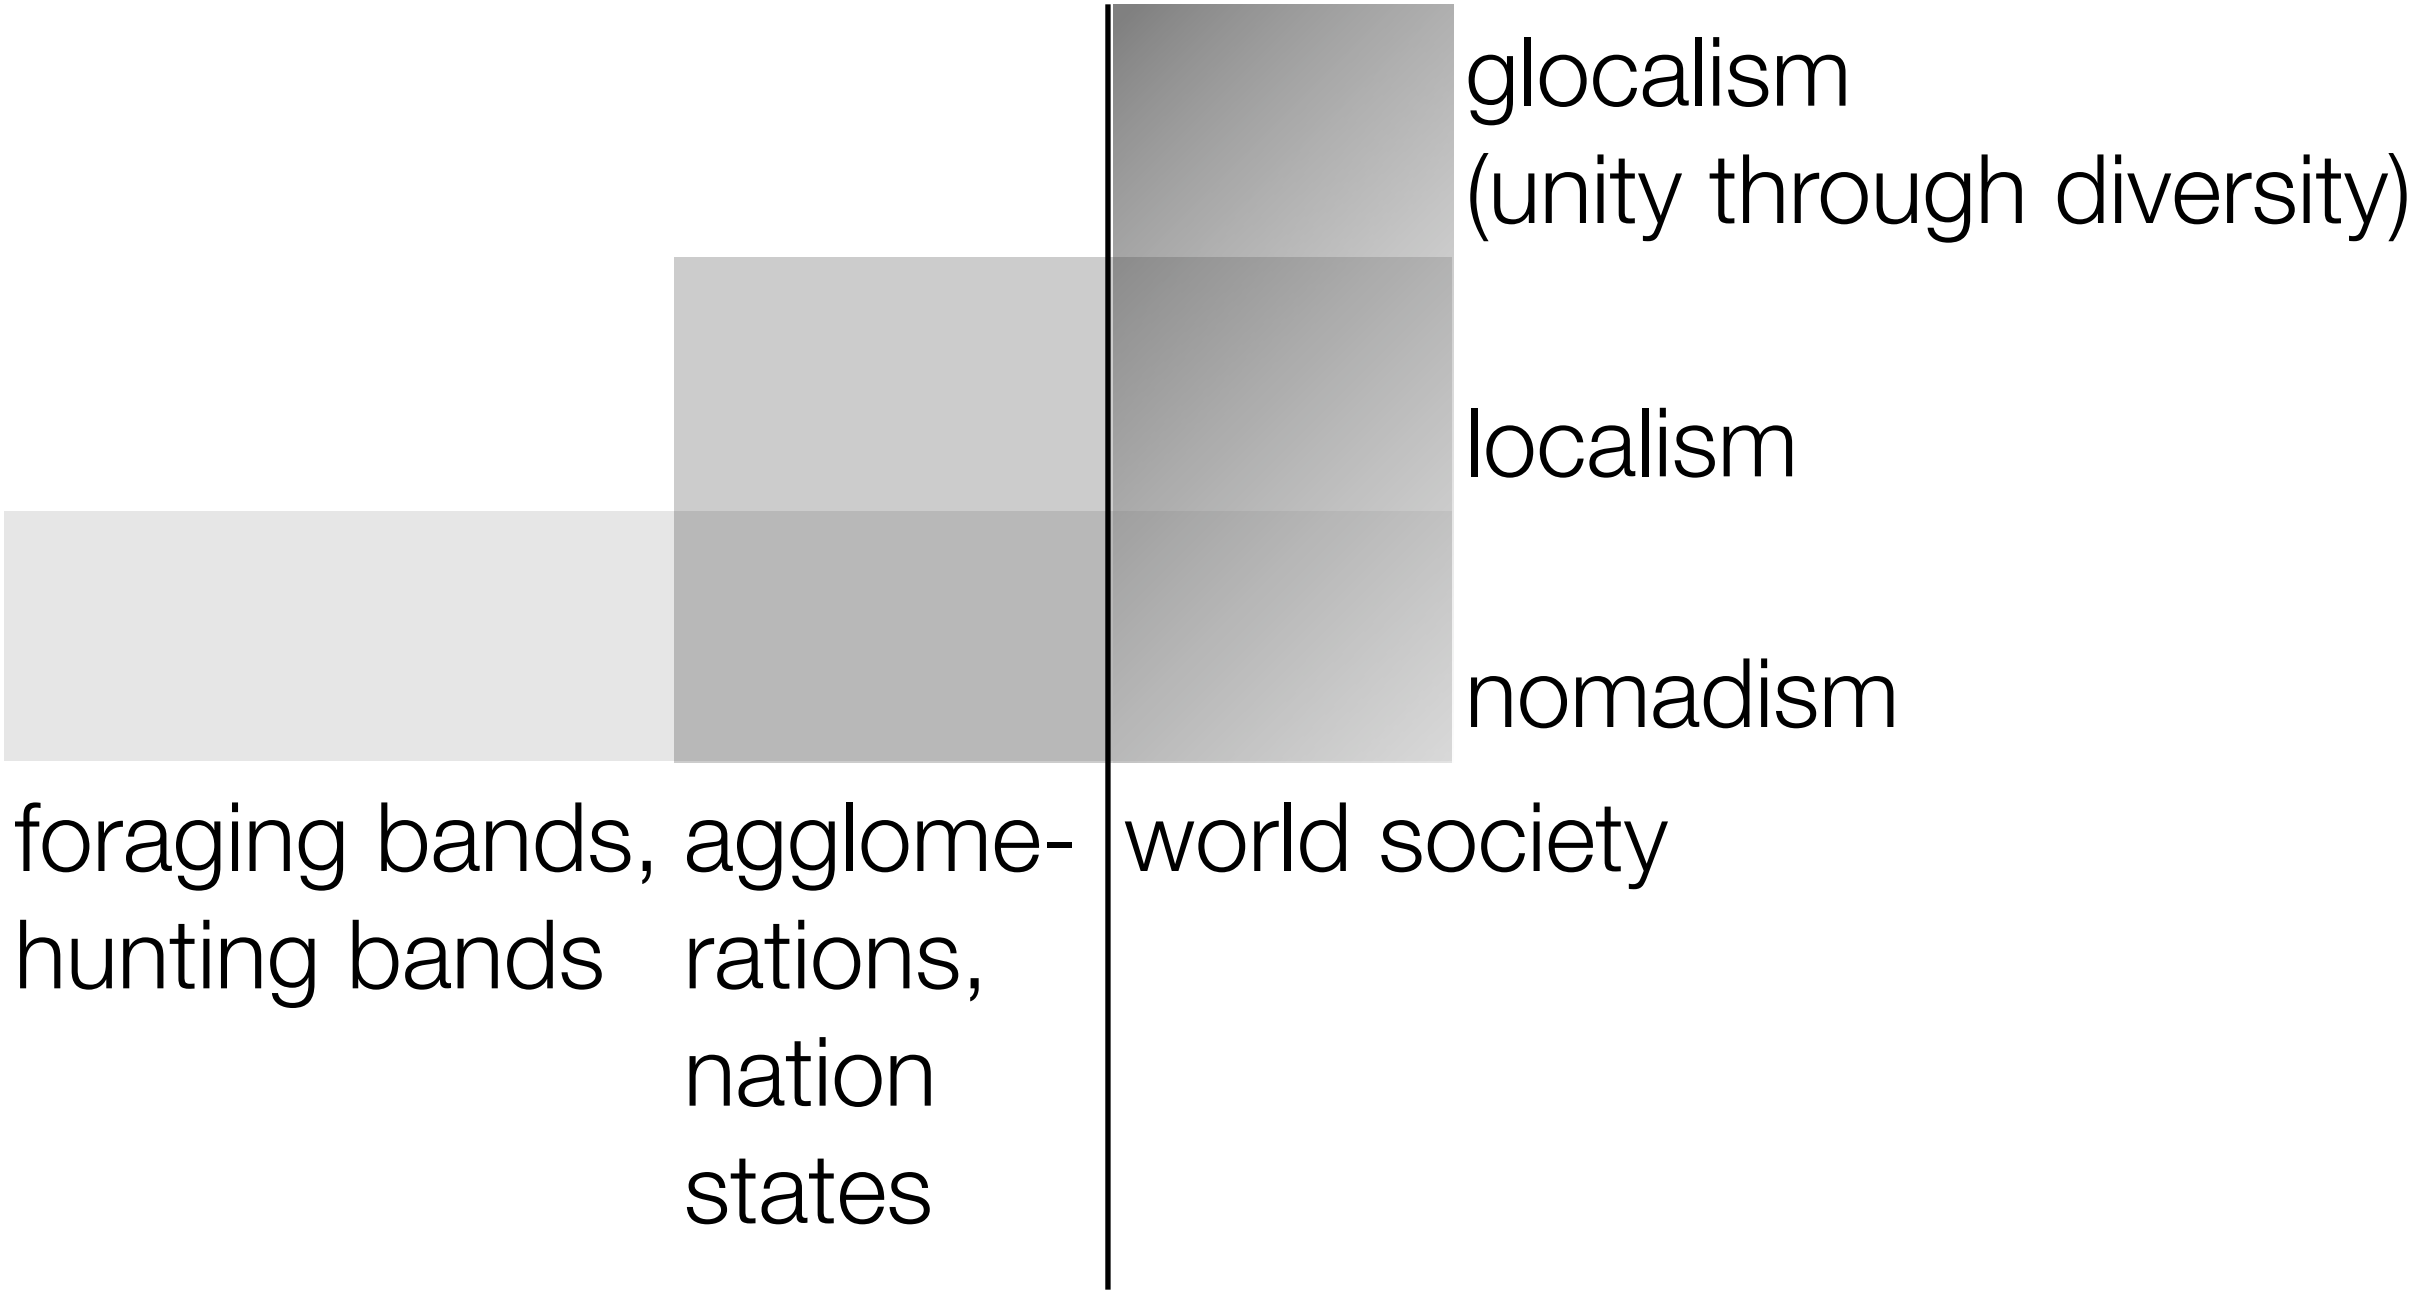 glocalism
(unity through diversity)
localism
nomadism
foraging bands,
hunting bands
agglome-
rations,
nation
states
world society